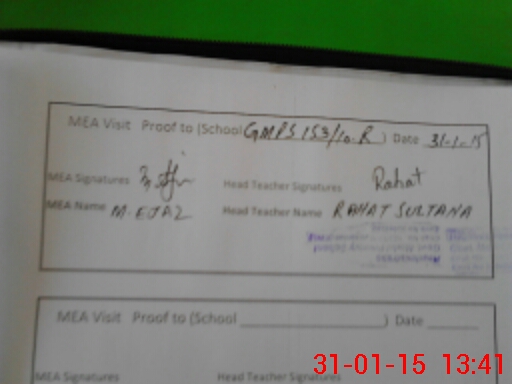 MEA Visit Proof to (School GMPS 153/10-R) Date 31-1-15
MEA Signatures Head Teacher Signatures Rahat
MEA Name M. EJAZ Head Teacher Name RAHAT SULTANA
MEA Visit Proof to (School ____________________) Date _______
MEA Signatures Head Teacher Signatures
31-01-15 13:41